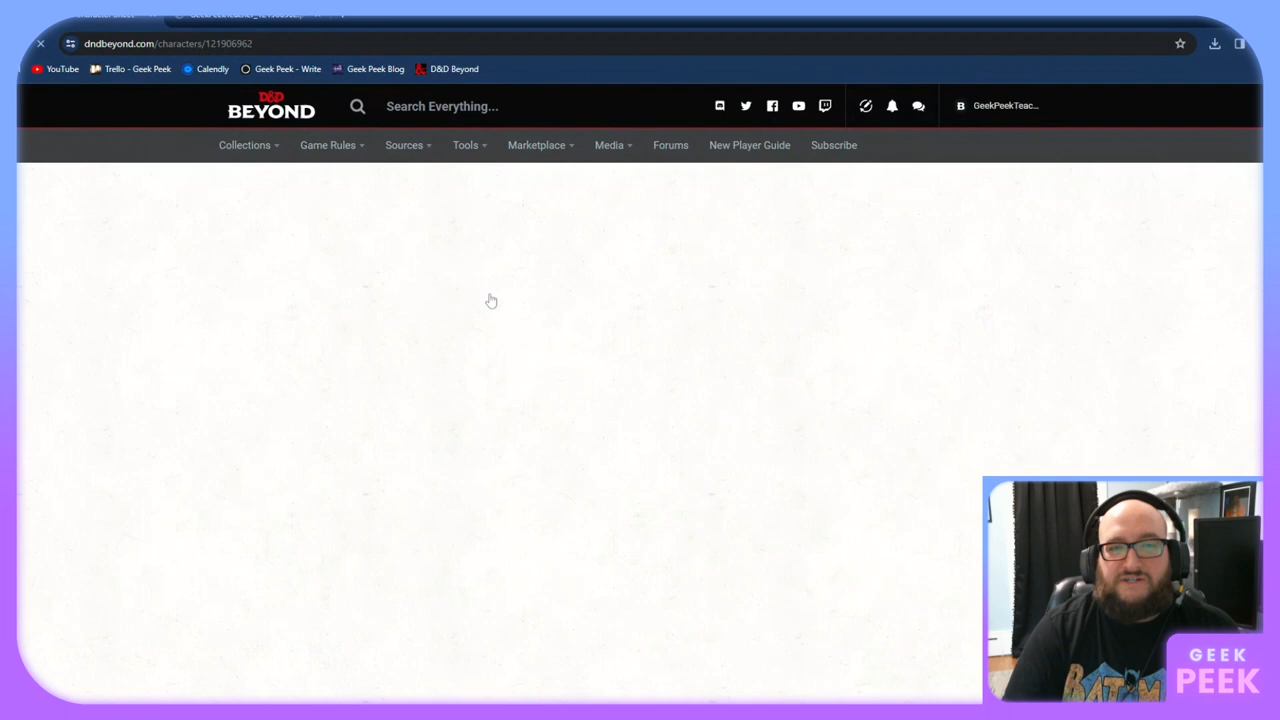 dndbeyond.com/characters/121906962
YouTube Trello - Geek Peek Calendly Geek Peek - Write Geek Peek Blog D&D Beyond
D&D
BEYOND
Search Everything...
B GeekPeekTeac...
Collections Game Rules Sources Tools Marketplace Media Forums New Player Guide Subscribe
BATM
GEEK
PEEK